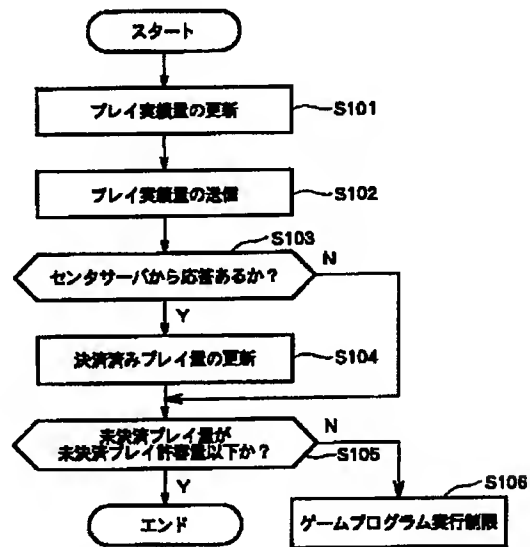 スタート
プレイ実績量の更新
S101
プレイ実績量の送信
S102
S103
センタサーバから応答あるか？
N
Y
決済済みプレイ量の更新
S104
未決済プレイ量が
未決済プレイ許容量以下か？
N
S105
Y
S106
エンド
ゲームプログラム実行制限